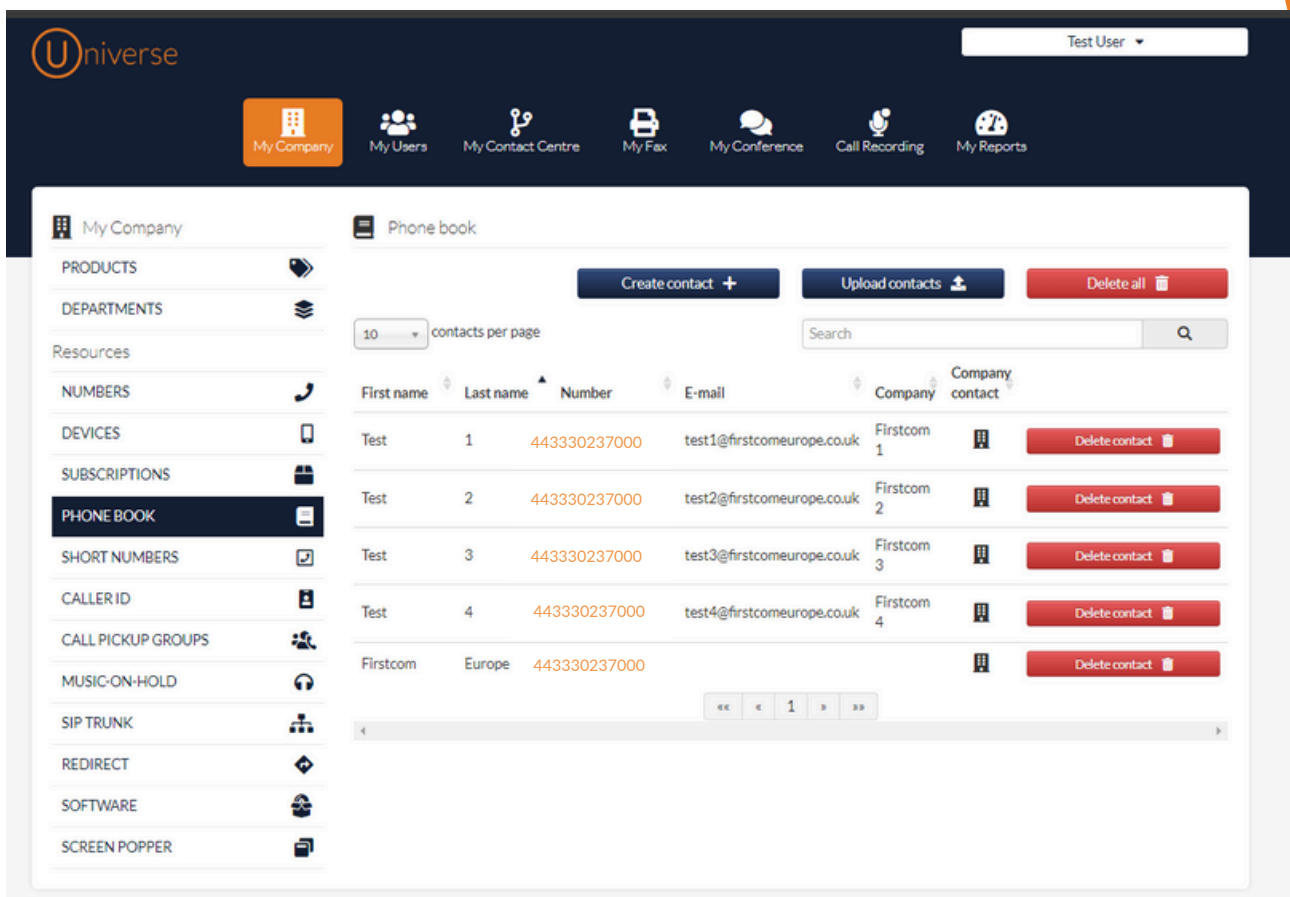 Universe
Test User
My Company My Users My Contact Centre My Fax My Conference Call Recording My Reports
My Company
PRODUCTS
DEPARTMENTS
Resources
NUMBERS
DEVICES
SUBSCRIPTIONS
PHONE BOOK
SHORT NUMBERS
CALLER ID
CALL PICKUP GROUPS
MUSIC-ON-HOLD
SIP TRUNK
REDIRECT
SOFTWARE
SCREEN POPPER
Phone book
Create contact + Upload contacts Delete all
10 contacts per page Search
First name Last name Number E-mail Company Company contact
Test 1 443330237000 test1@firstcomeurope.co.uk Firstcom 1 Delete contact
Test 2 443330237000 test2@firstcomeurope.co.uk Firstcom 2 Delete contact
Test 3 443330237000 test3@firstcomeurope.co.uk Firstcom 3 Delete contact
Test 4 443330237000 test4@firstcomeurope.co.uk Firstcom 4 Delete contact
Firstcom Europe 443330237000 Delete contact
«« « 1 » »»